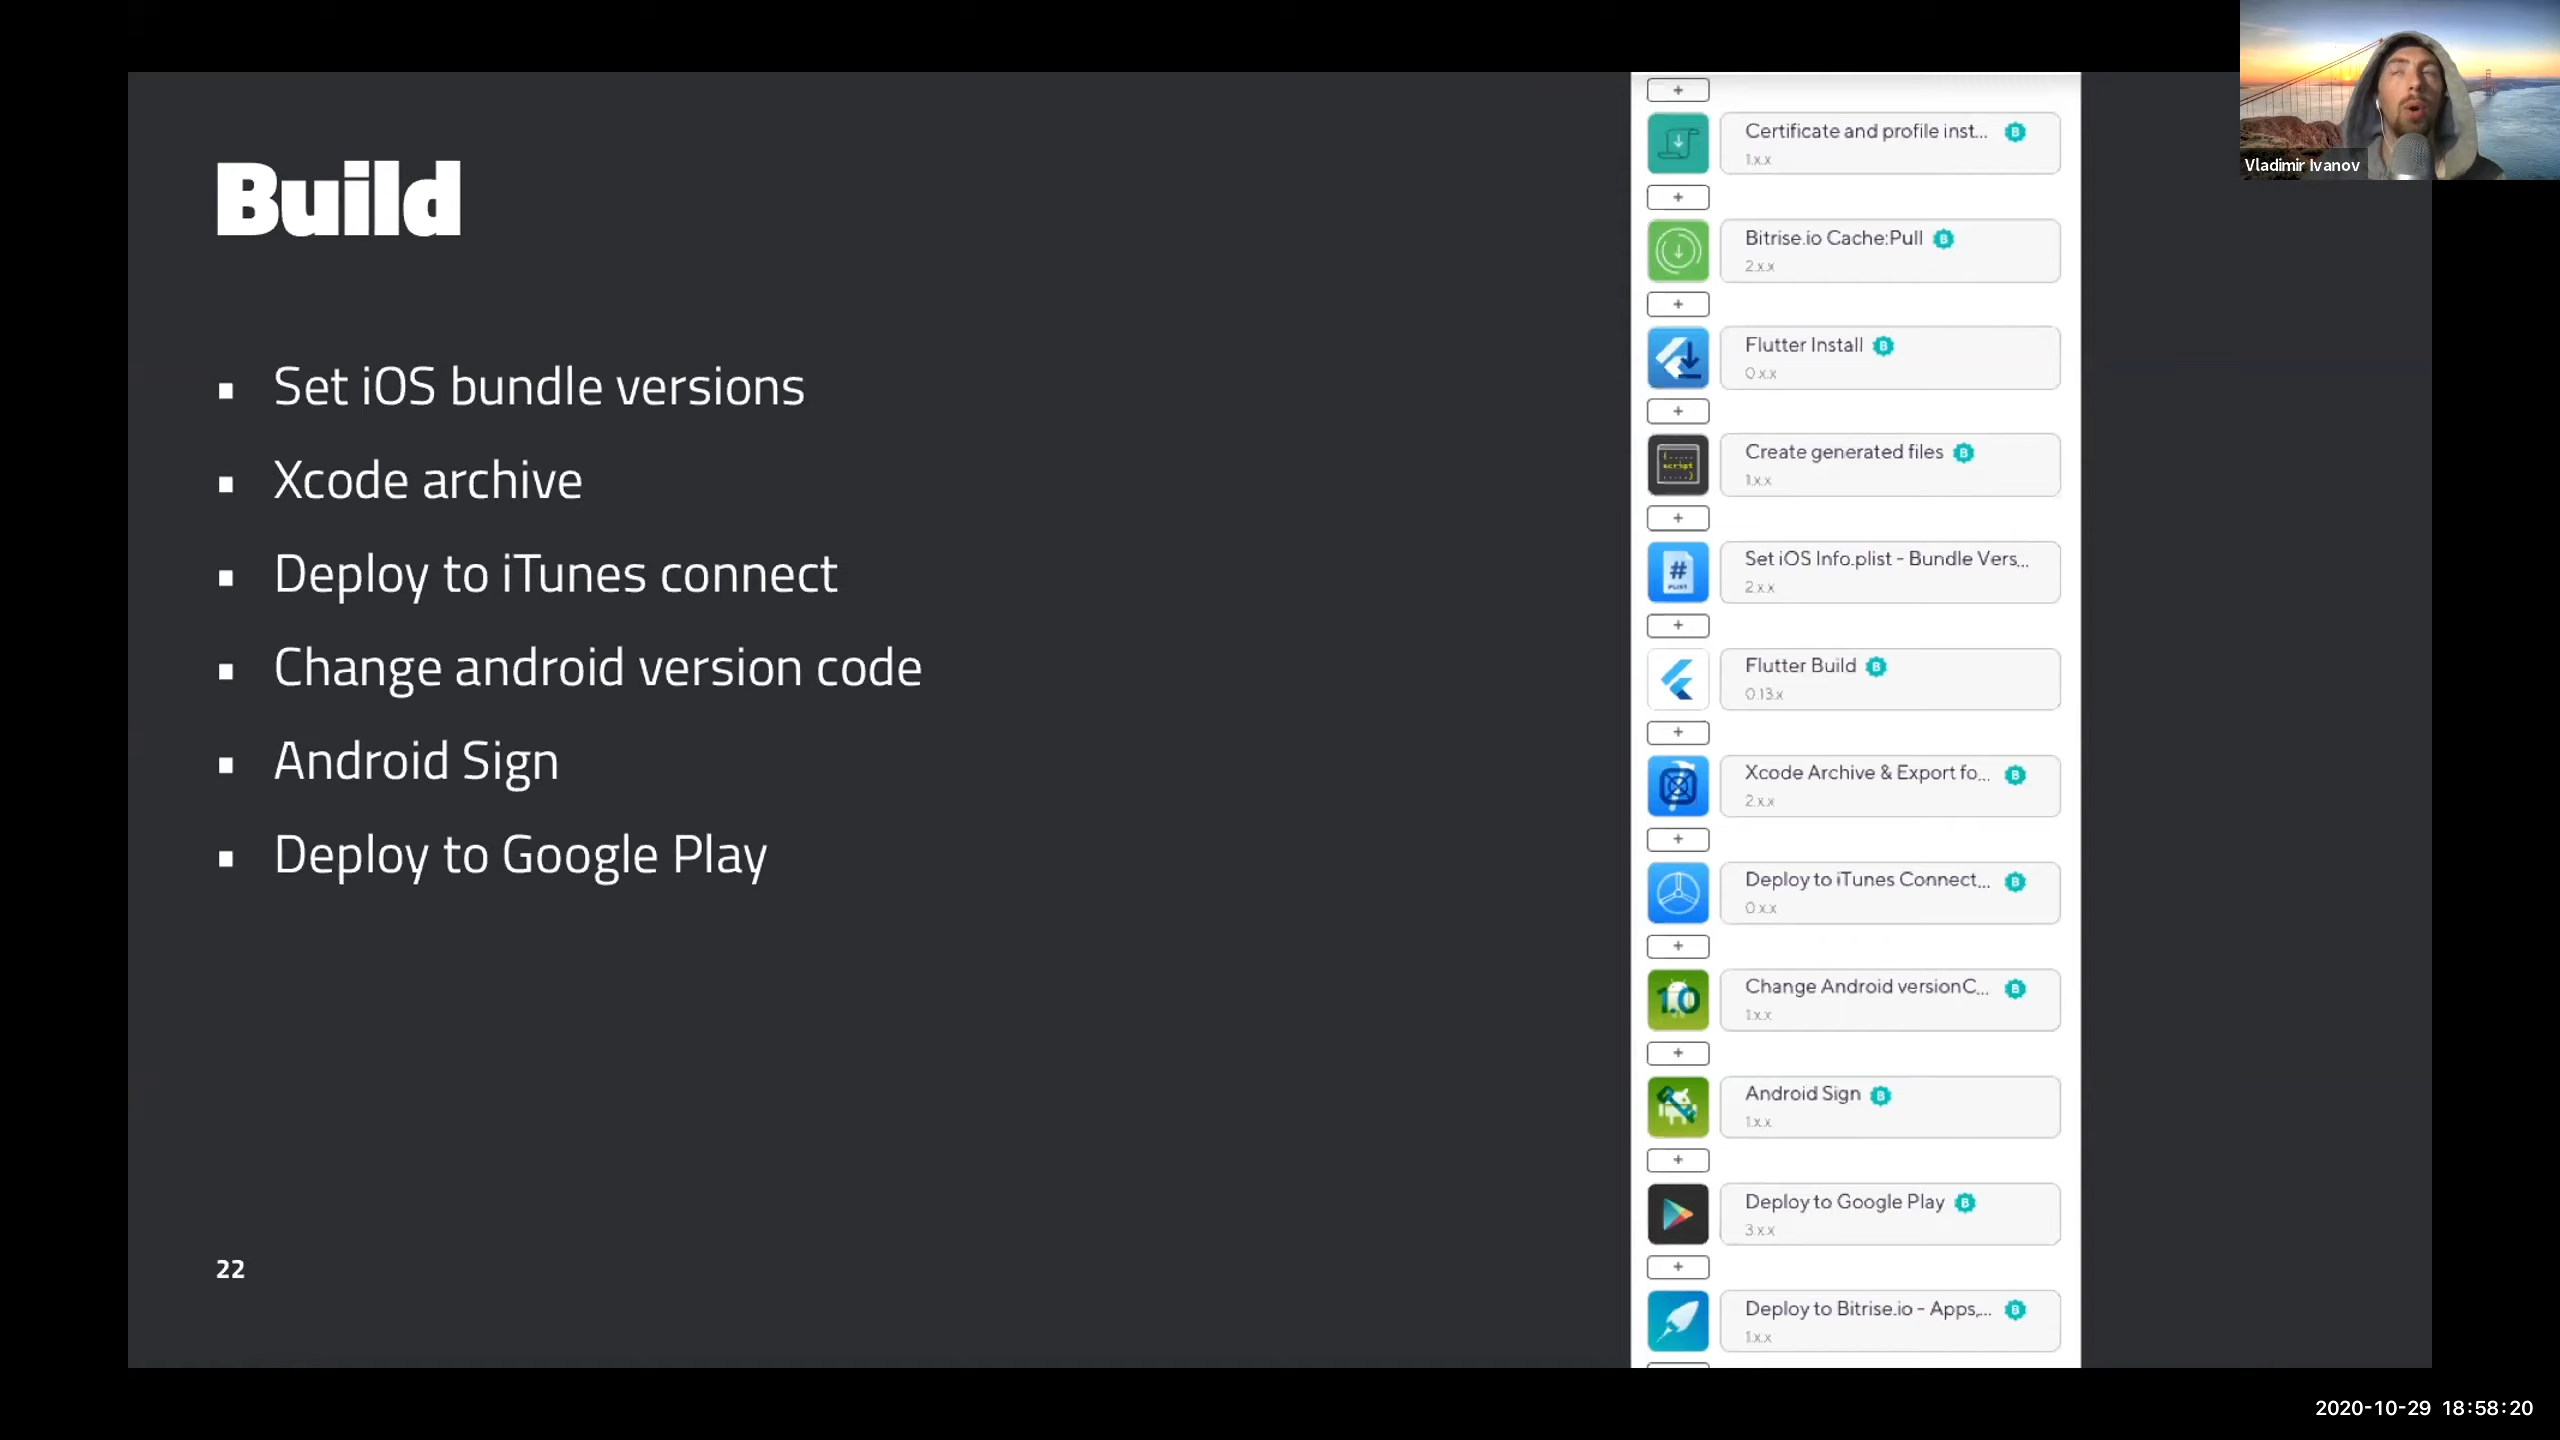 Build
Set iOS bundle versions
Xcode archive
Deploy to iTunes connect
Change android version code
Android Sign
Deploy to Google Play
22
+
Certificate and profile inst... B
1.x.x
+
Bitrise.io Cache:Pull B
2.x.x
+
Flutter Install B
0.x.x
+
{.....
script
.....}
Create generated files B
1.x.x
+
#
PLIST
Set iOS Info.plist - Bundle Vers...
2.x.x
+
Flutter Build B
0.13.x
+
Xcode Archive & Export fo... B
2.x.x
+
Deploy to iTunes Connect... B
0.x.x
+
1.0
Change Android versionC... B
1.x.x
+
Android Sign B
1.x.x
+
Deploy to Google Play B
3.x.x
+
Deploy to Bitrise.io - Apps,... B
1.x.x
Vladimir Ivanov
2020-10-29 18:58:20